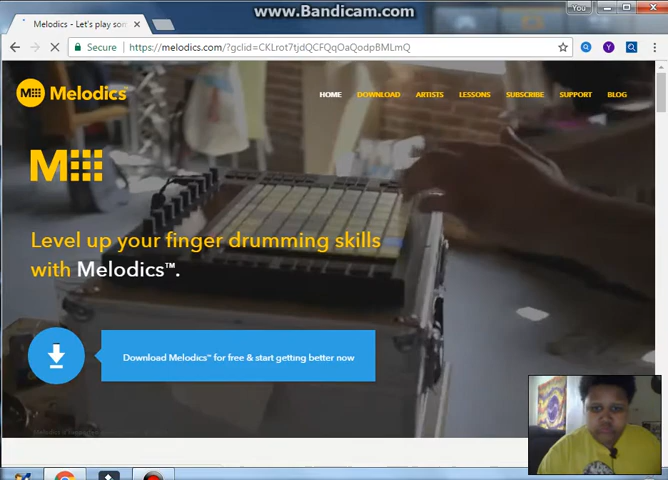 www.Bandicam.com
You
Melodics - Let's play som
Secure
https://melodics.com/?gclid=CKLrot7tjdQCFQqOaQodpBMLmQ
Melodics
HOME
DOWNLOAD
ARTISTS
LESSONS
SUBSCRIBE
SUPPORT
BLOG
M
Level up your finger drumming skills
with Melodics™.
Download Melodics™ for free & start getting better now